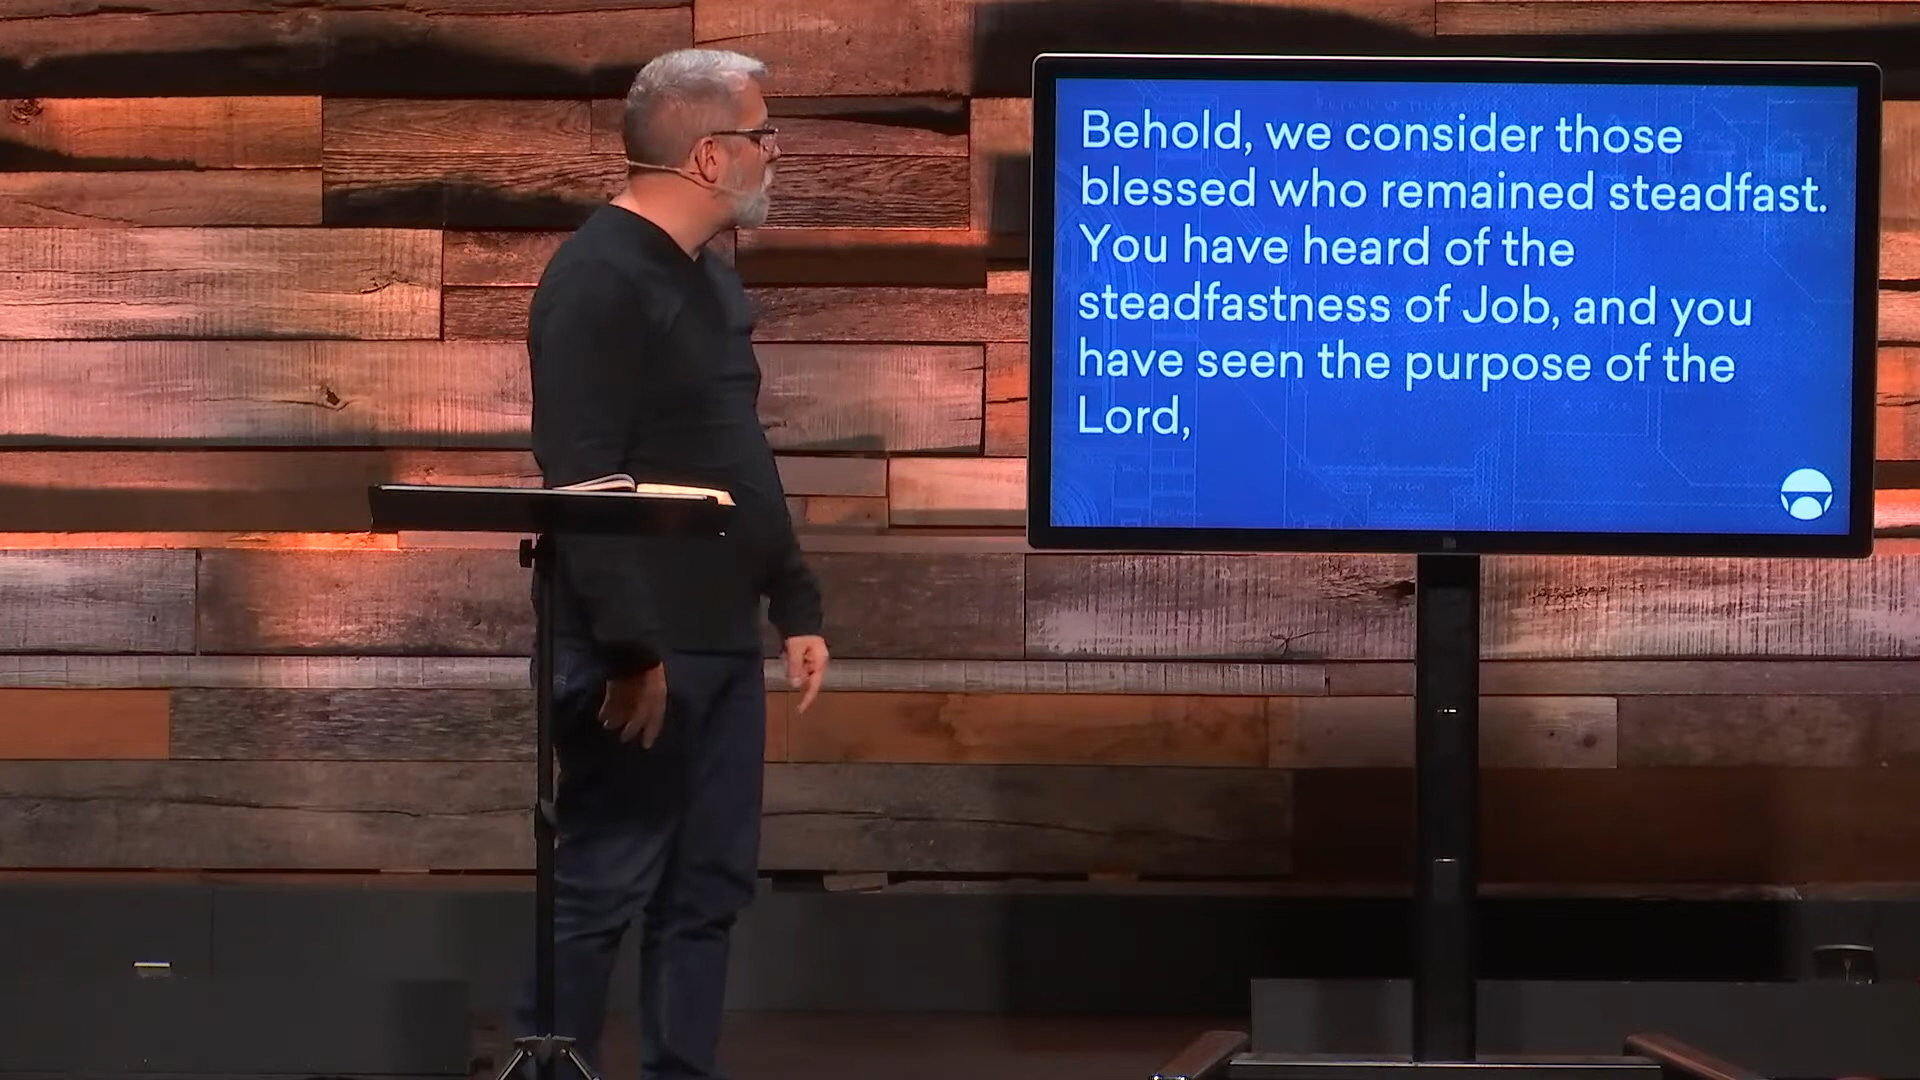 Behold, we consider those
blessed who remained steadfast.
You have heard of the
steadfastness of Job, and you
have seen the purpose of the
Lord,